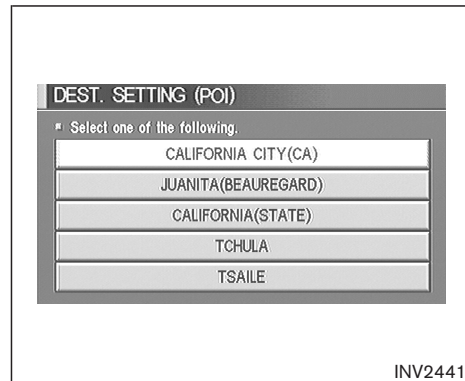 DEST. SETTING (POI)
Select one of the following.
CALIFORNIA CITY(CA)
JUANITA(BEAUREGARD)
CALIFORNIA(STATE)
TCHULA
TSAILE
INV2441